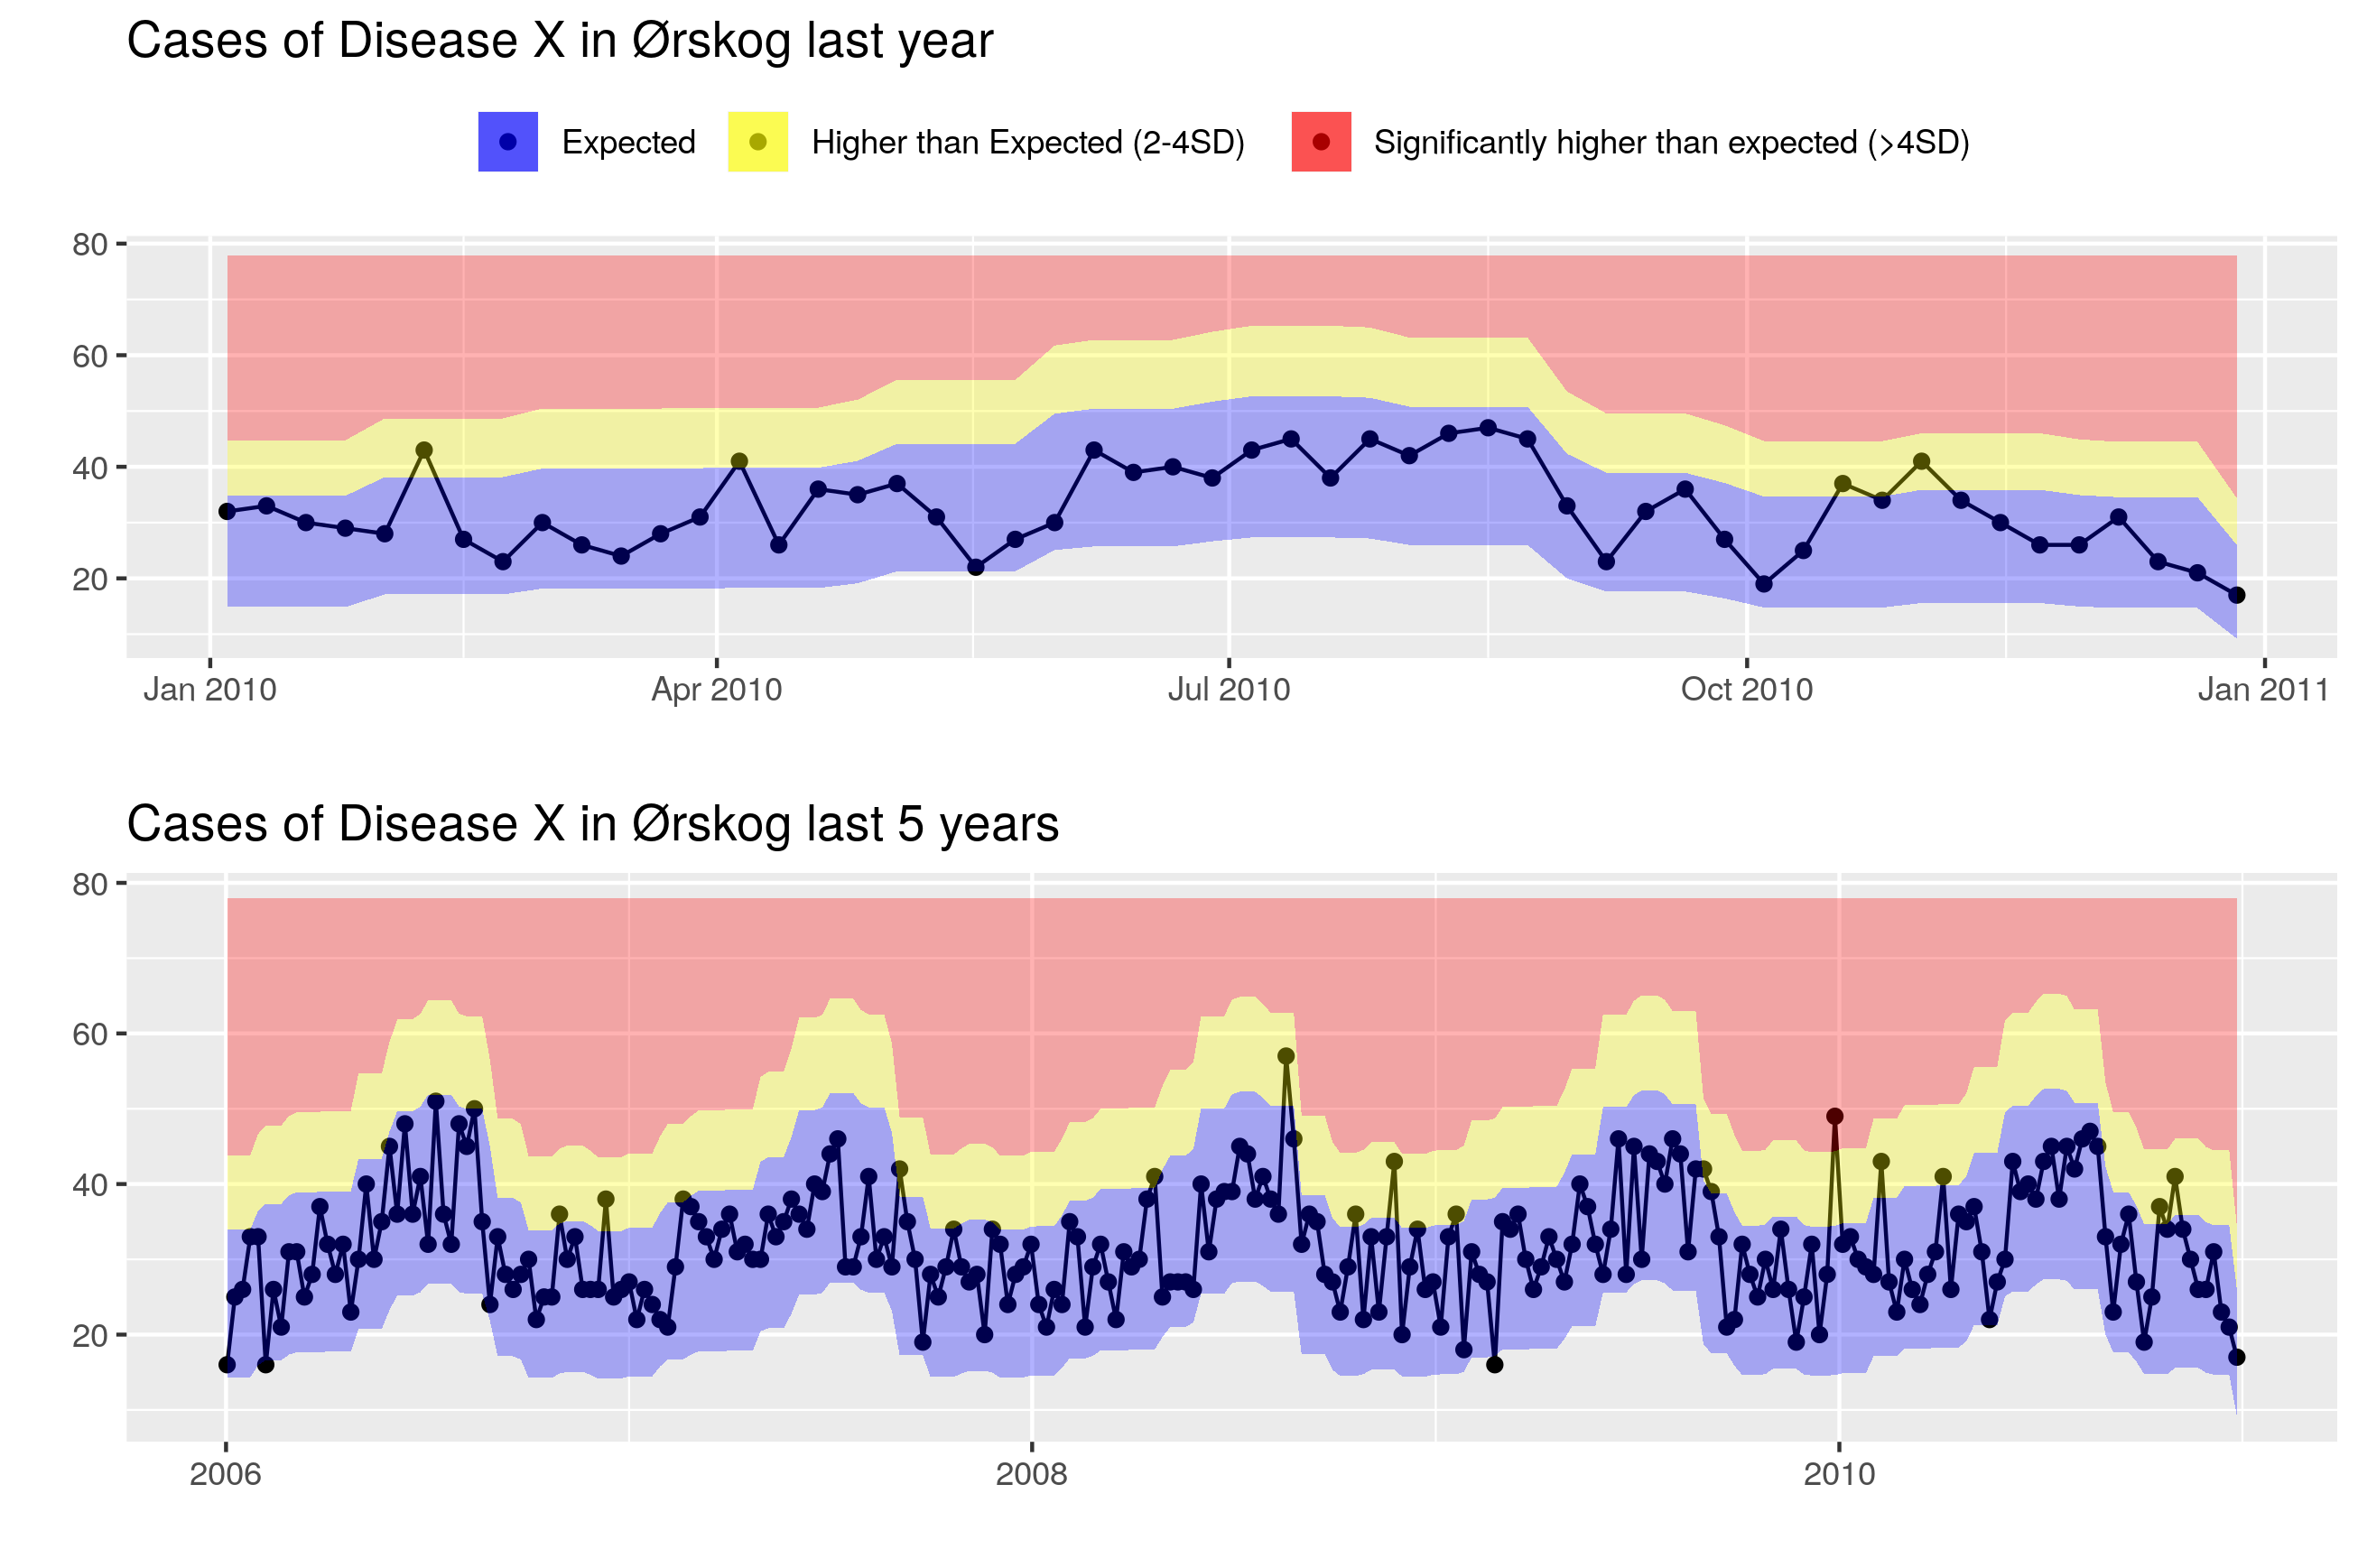 Cases of Disease X in Ørskog last year
Expected
Higher than Expected (2-4SD)
Significantly higher than expected (>4SD)
80
60
40
20
Jan 2010
Apr 2010
Jul 2010
Oct 2010
Jan 2011
Cases of Disease X in Ørskog last 5 years
80
60
40
20
2006
2008
2010